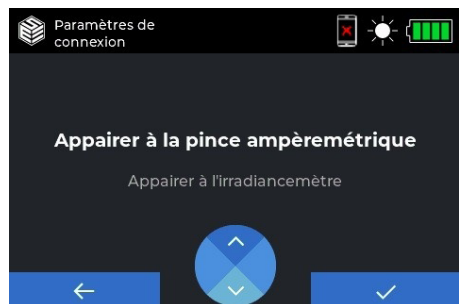 Paramètres de
connexion
Appairer à la pince ampèremétrique
Appairer à l'irradiancemètre